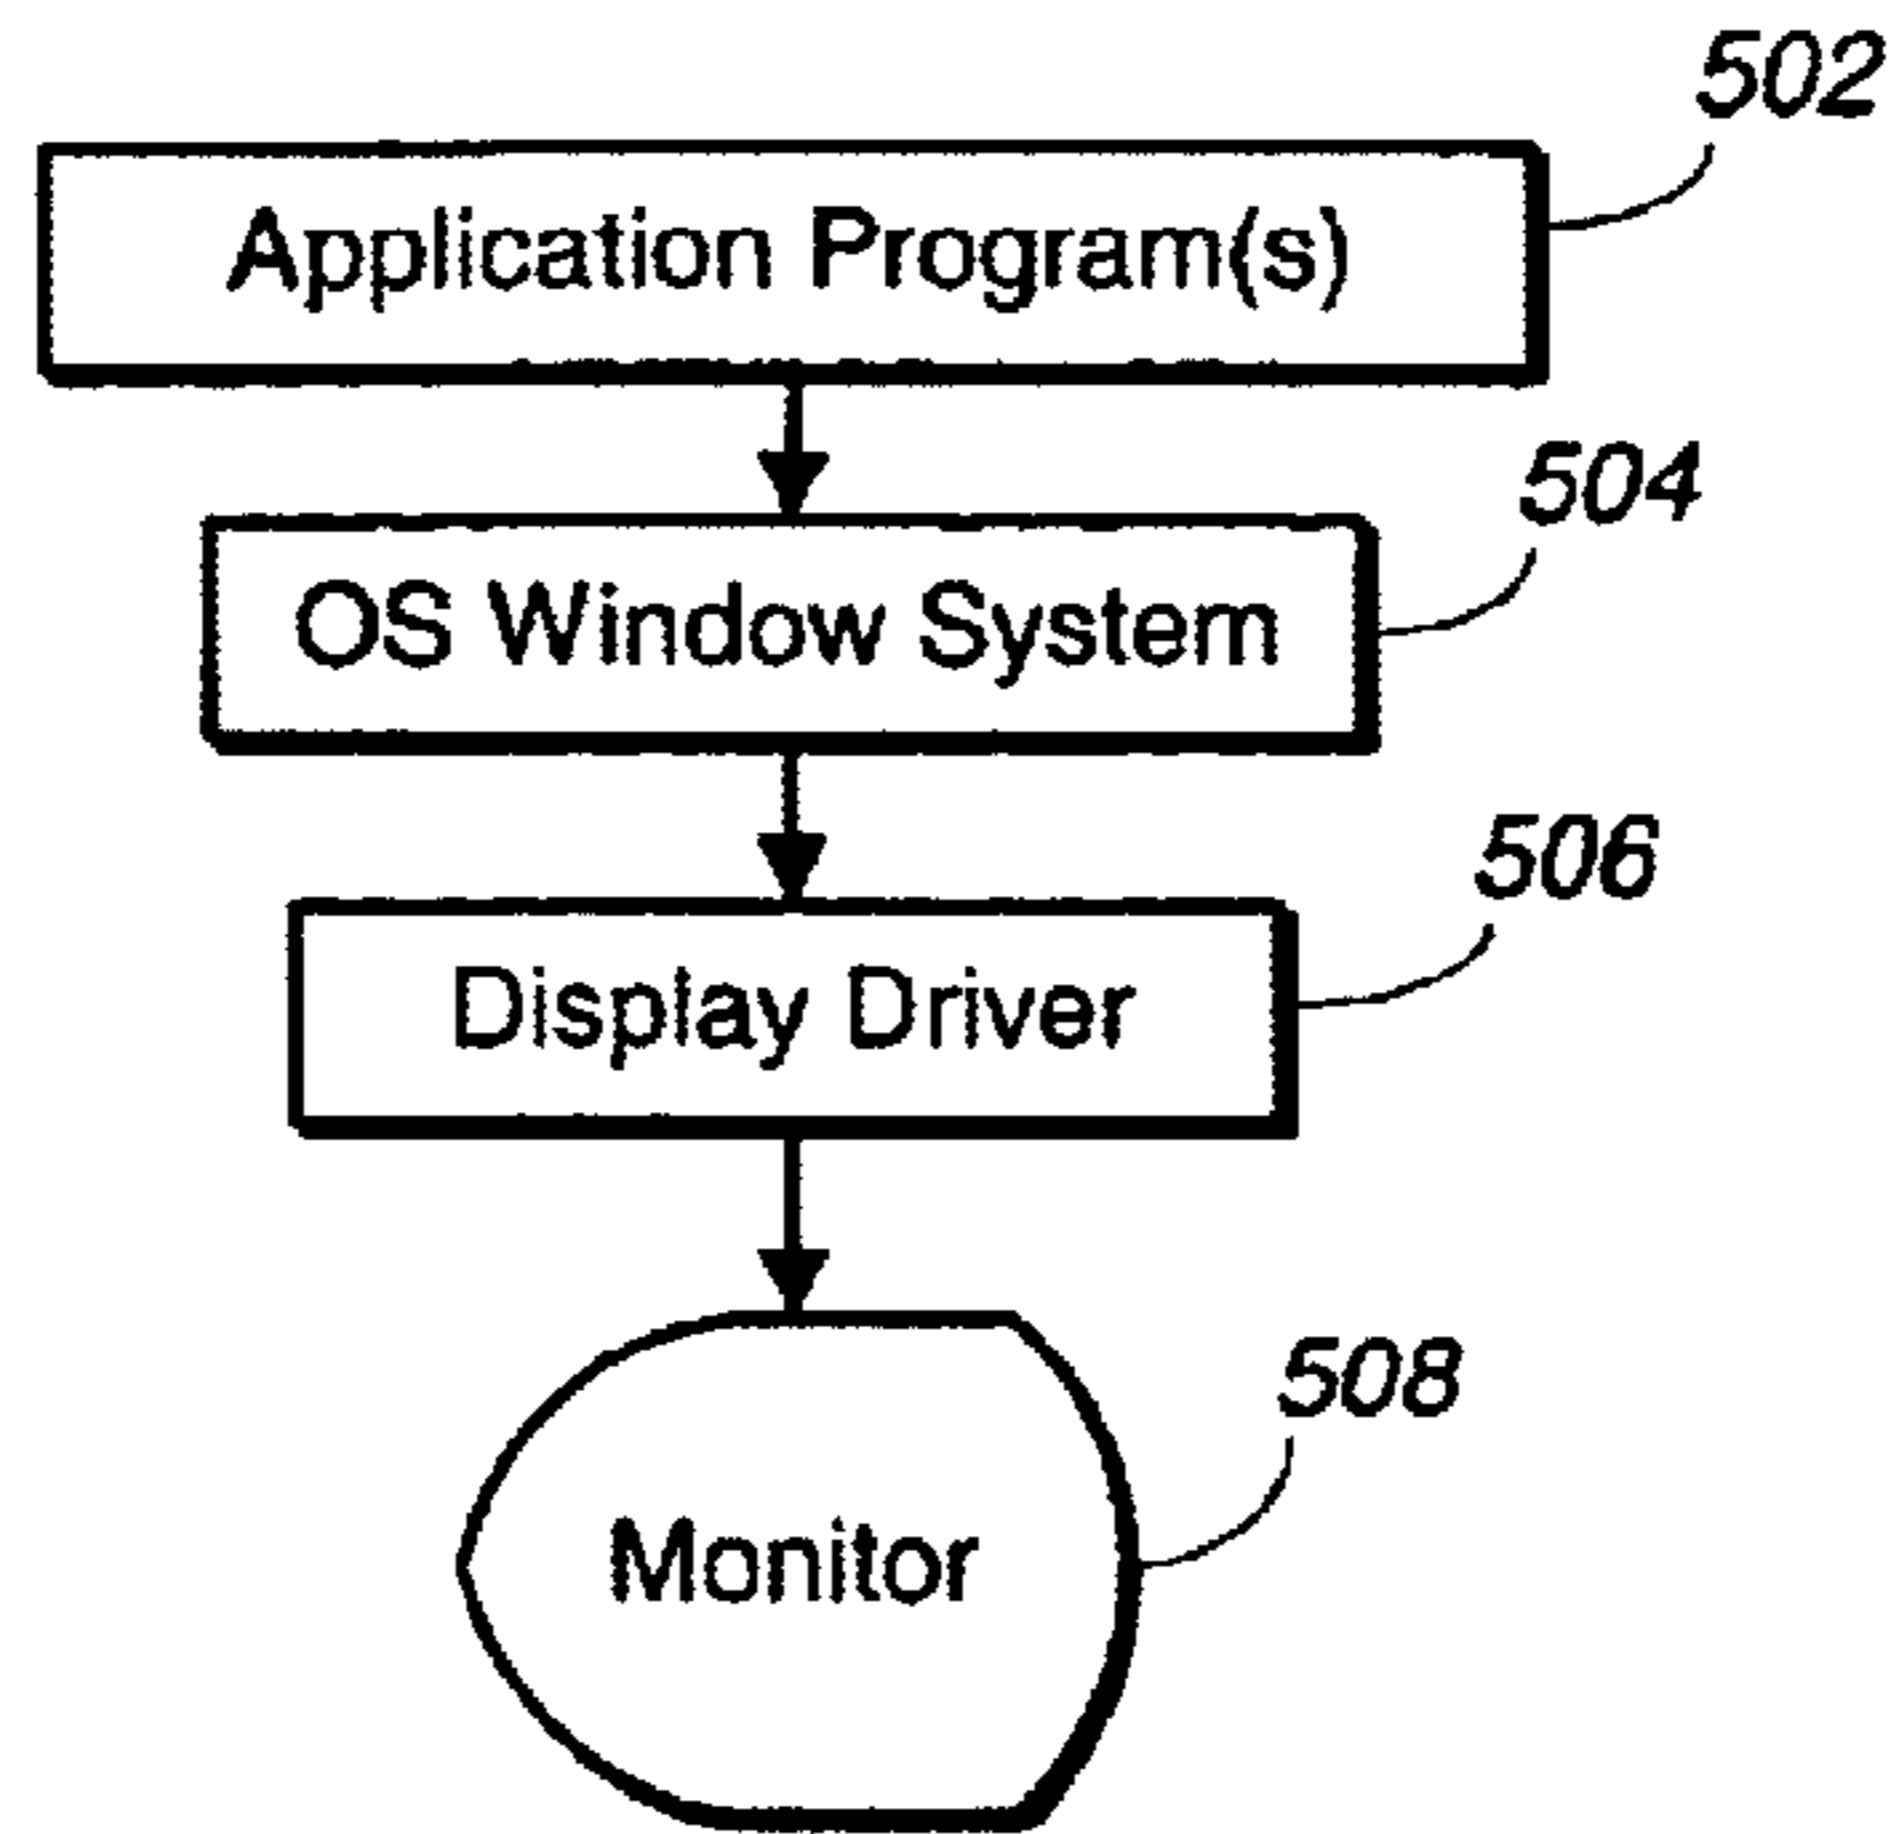 502
Application Program(s)
504
OS Window System
506
Display Driver
508
Monitor